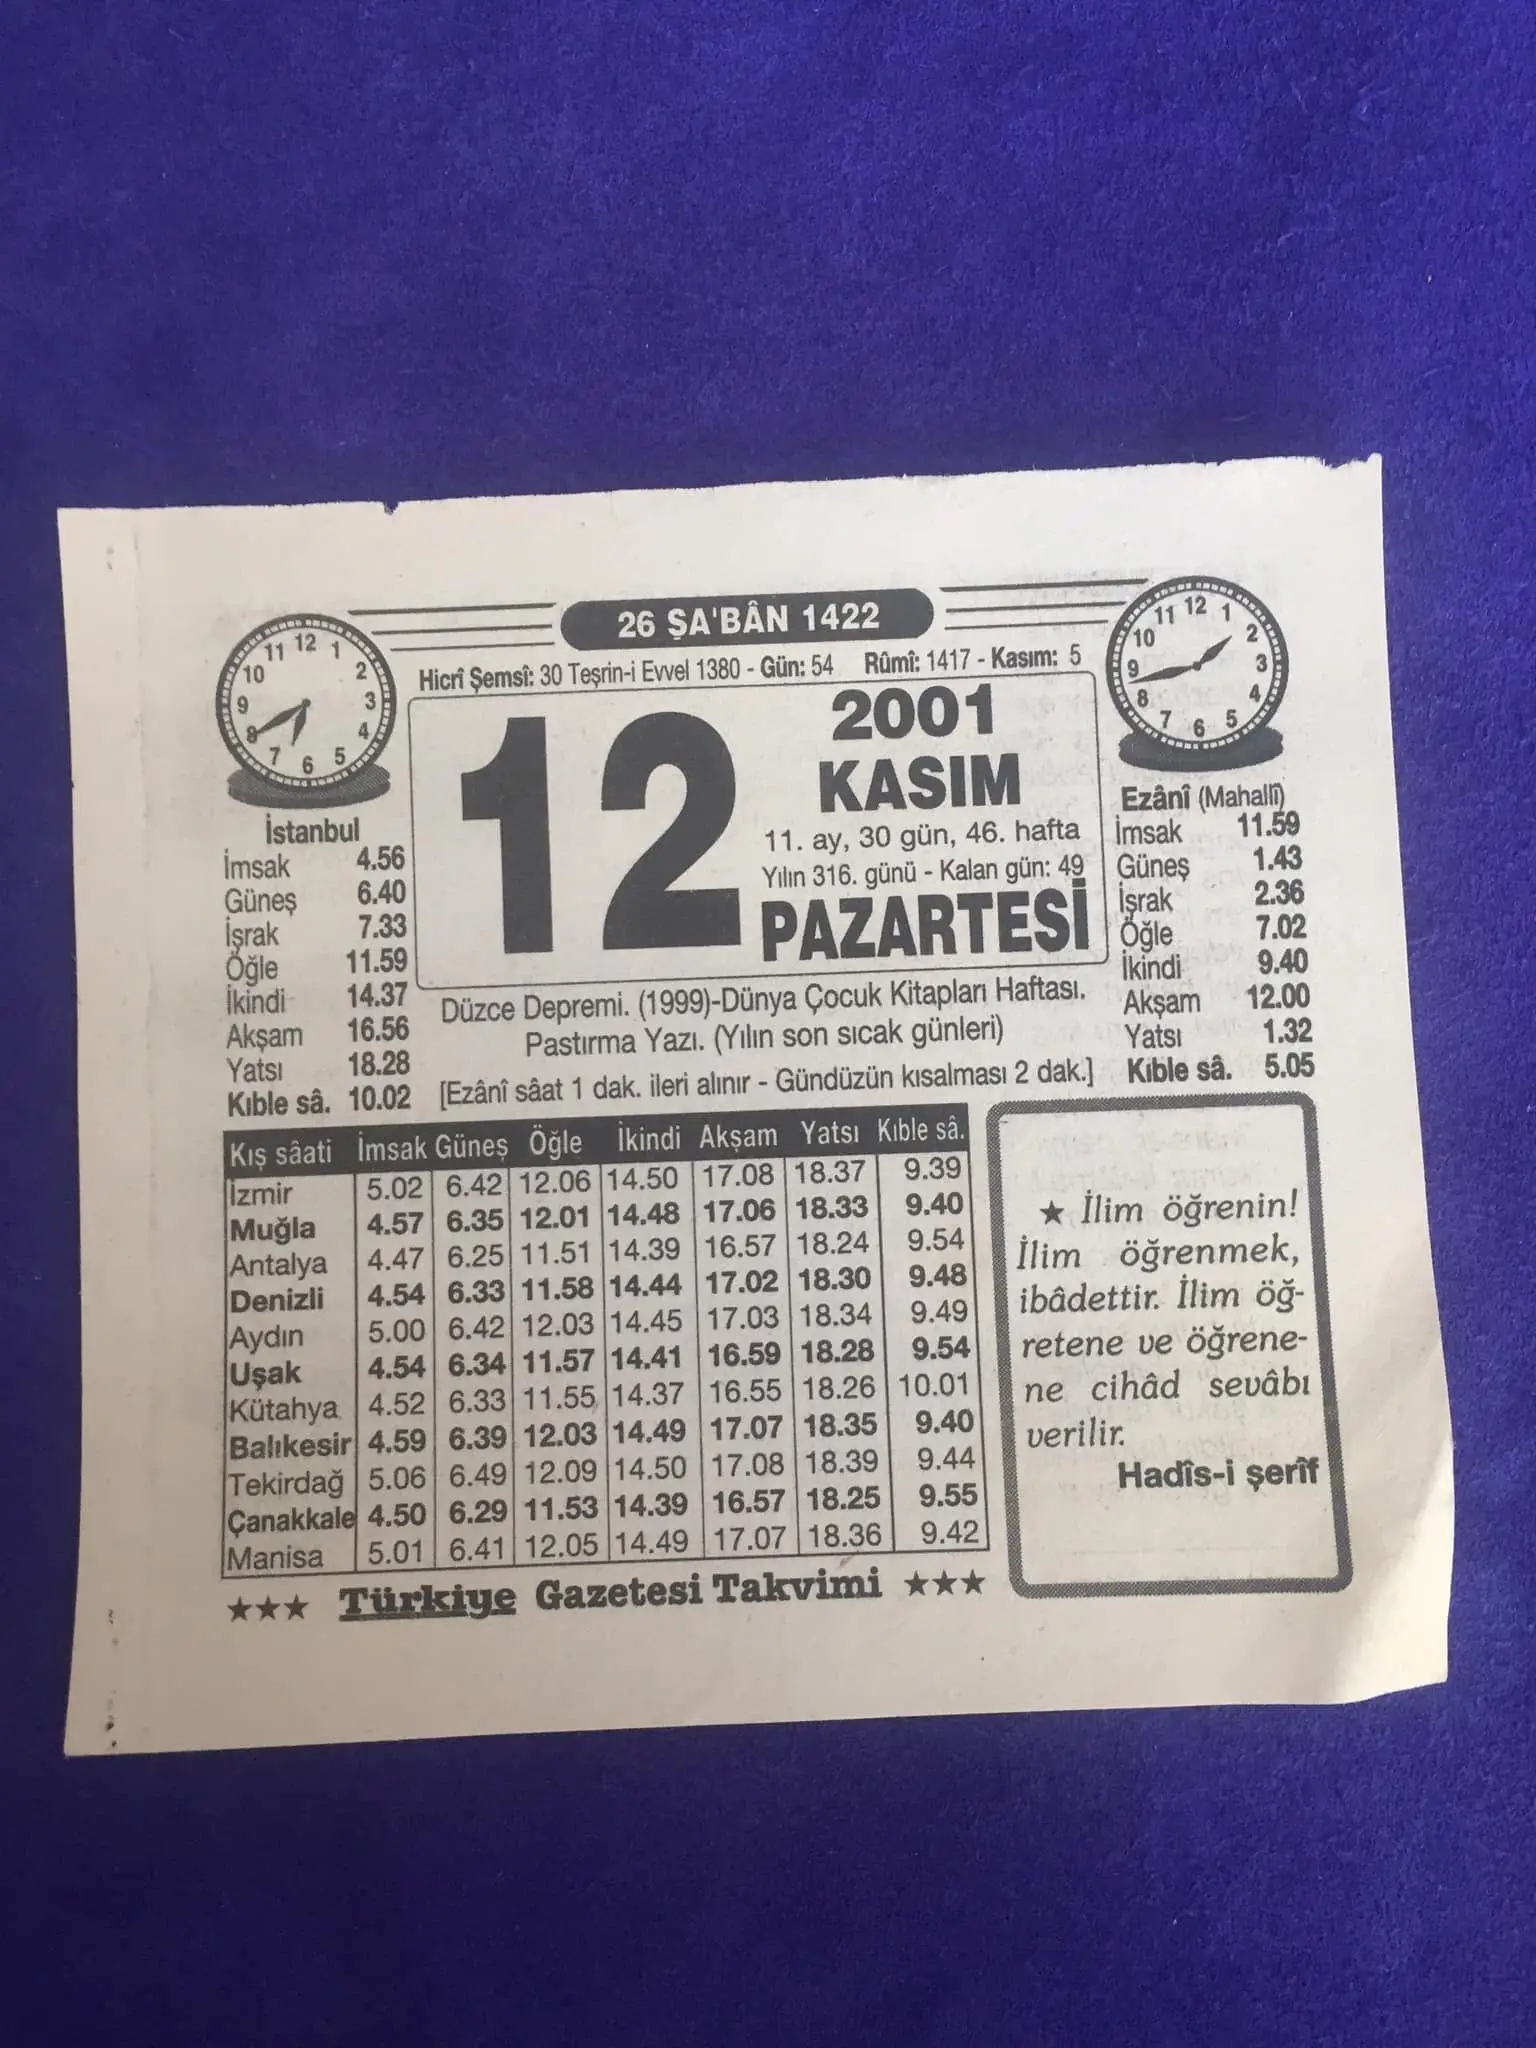 26 ŞA'BÂN 1422
Hicrî Şemsî: 30 Teşrin-i Evvel 1380 - Gün: 54 Rûmî: 1417 - Kasım: 5
12 1 2 3 4 5 6 7 8 9 10 11
12
2001
KASIM
11. ay, 30 gün, 46. hafta
Yılın 316. günü - Kalan gün: 49
PAZARTESİ
12 1 2 3 4 5 6 7 8 9 10 11
İstanbul
İmsak 4.56
Güneş 6.40
İşrak 7.33
Öğle 11.59
İkindi 14.37
Akşam 16.56
Yatsı 18.28
Kıble sâ. 10.02
Ezânî (Mahallî)
İmsak 11.59
Güneş 1.43
İşrak 2.36
Öğle 7.02
İkindi 9.40
Akşam 12.00
Yatsı 1.32
Kıble sâ. 5.05
Düzce Depremi. (1999)-Dünya Çocuk Kitapları Haftası.
Pastırma Yazı. (Yılın son sıcak günleri)
[Ezânî sâat 1 dak. ileri alınır - Gündüzün kısalması 2 dak.]
Kış sâati İmsak Güneş Öğle İkindi Akşam Yatsı Kıble sâ.
İzmir 5.02 6.42 12.06 14.50 17.08 18.37 9.39
Muğla 4.57 6.35 12.01 14.48 17.06 18.33 9.40
Antalya 4.47 6.25 11.51 14.39 16.57 18.24 9.54
Denizli 4.54 6.33 11.58 14.44 17.02 18.30 9.48
Aydın 5.00 6.42 12.03 14.45 17.03 18.34 9.49
Uşak 4.54 6.34 11.57 14.41 16.59 18.28 9.54
Kütahya 4.52 6.33 11.55 14.37 16.55 18.26 10.01
Balıkesir 4.59 6.39 12.03 14.49 17.07 18.35 9.40
Tekirdağ 5.06 6.49 12.09 14.50 17.08 18.39 9.44
Çanakkale 4.50 6.29 11.53 14.39 16.57 18.25 9.55
Manisa 5.01 6.41 12.05 14.49 17.07 18.36 9.42
★★★ Türkiye Gazetesi Takvimi ★★★
★ İlim öğrenin!
İlim öğrenmek,
ibâdettir. İlim öğ-
retene ve öğrene-
ne cihâd sevâbı
verilir.
Hadîs-i şerîf